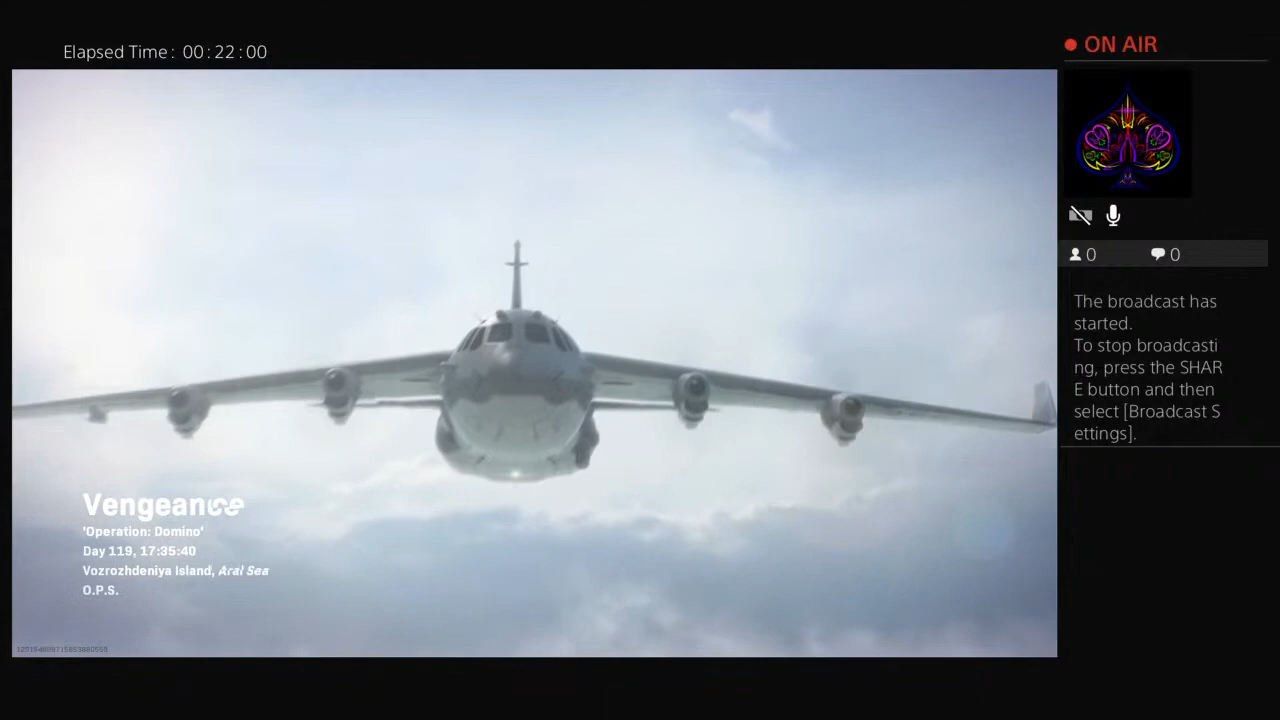 Elapsed Time: 00:22:00
ON AIR
0 0
The broadcast has
started.
To stop broadcasti
ng, press the SHAR
E button and then
select [Broadcast S
ettings].
Vengeance
'Operation: Domino'
Day 119, 17:35:40
Vozrozhdeniya Island, Aral Sea
O.P.S.